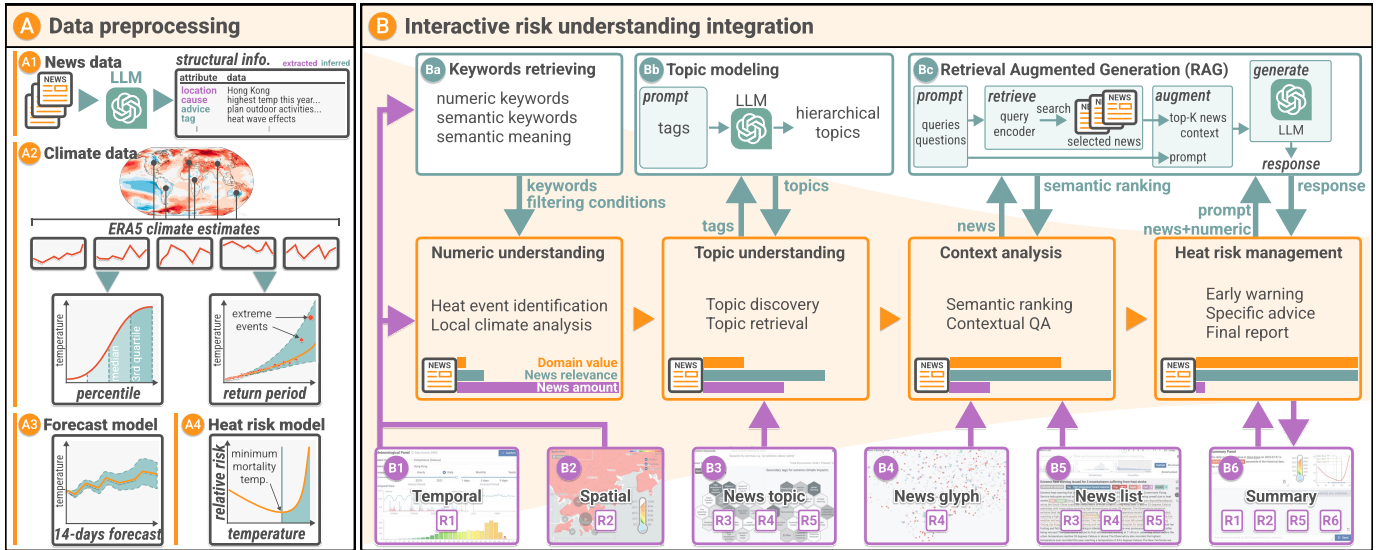 A Data preprocessing
A1 News data
NEWS
LLM
structural info.
extracted inferred
attribute data
location Hong Kong
cause highest temp this year...
advice plan outdoor activities...
tag heat wave effects
A2 Climate data
ERA5 climate estimates
temperature
median
3rd quartile
percentile
temperature
extreme
events
return period
A3 Forecast model
temperature
14-days forecast
A4 Heat risk model
relative risk
minimum
mortality
temp.
temperature
B Interactive risk understanding integration
Ba Keywords retrieving
numeric keywords
semantic keywords
semantic meaning
Bb Topic modeling
prompt
tags
LLM
hierarchical
topics
Bc Retrieval Augmented Generation (RAG)
prompt
queries
questions
retrieve
query
encoder
search
NEWS
selected news
augment
top-K news
context
prompt
generate
LLM
response
keywords
filtering conditions
tags
topics
news
semantic ranking
prompt
news+numeric
response
Numeric understanding
Heat event identification
Local climate analysis
NEWS
Domain value
News relevance
News amount
Topic understanding
Topic discovery
Topic retrieval
NEWS
Context analysis
Semantic ranking
Contextual QA
NEWS
Heat risk management
Early warning
Specific advice
Final report
NEWS
B1
Temporal
R1
B2
Spatial
R2
B3
News topic
R3 R4 R5
B4
News glyph
R4
B5
News list
R3 R4 R5
B6
Summary
R1 R2 R5 R6